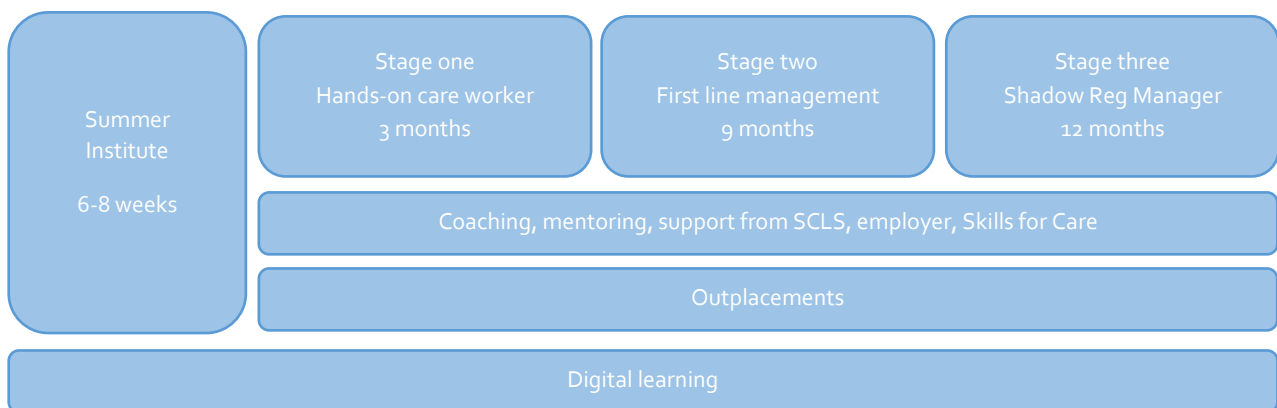 Summer
Institute
6-8 weeks
Stage one
Hands-on care worker
3 months
Stage two
First line management
9 months
Stage three
Shadow Reg Manager
12 months
Coaching, mentoring, support from SCLS, employer, Skills for Care
Outplacements
Digital learning